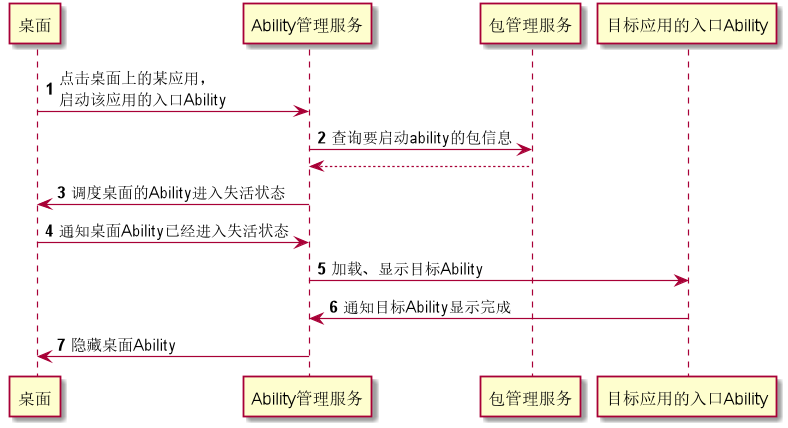 桌面
Ability管理服务
包管理服务
目标应用的入口Ability
1 点击桌面上的某应用，
启动该应用的入口Ability
2 查询要启动ability的包信息
3 调度桌面的Ability进入失活状态
4 通知桌面Ability已经进入失活状态
5 加载、显示目标Ability
6 通知目标Ability显示完成
7 隐藏桌面Ability
桌面
Ability管理服务
包管理服务
目标应用的入口Ability